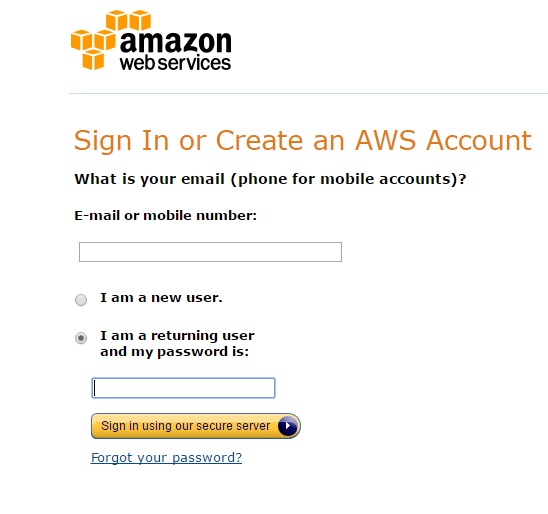 amazon
webservices
Sign In or Create an AWS Account
What is your email (phone for mobile accounts)?
E-mail or mobile number:
I am a new user.
I am a returning user
and my password is:
Sign in using our secure server
Forgot your password?